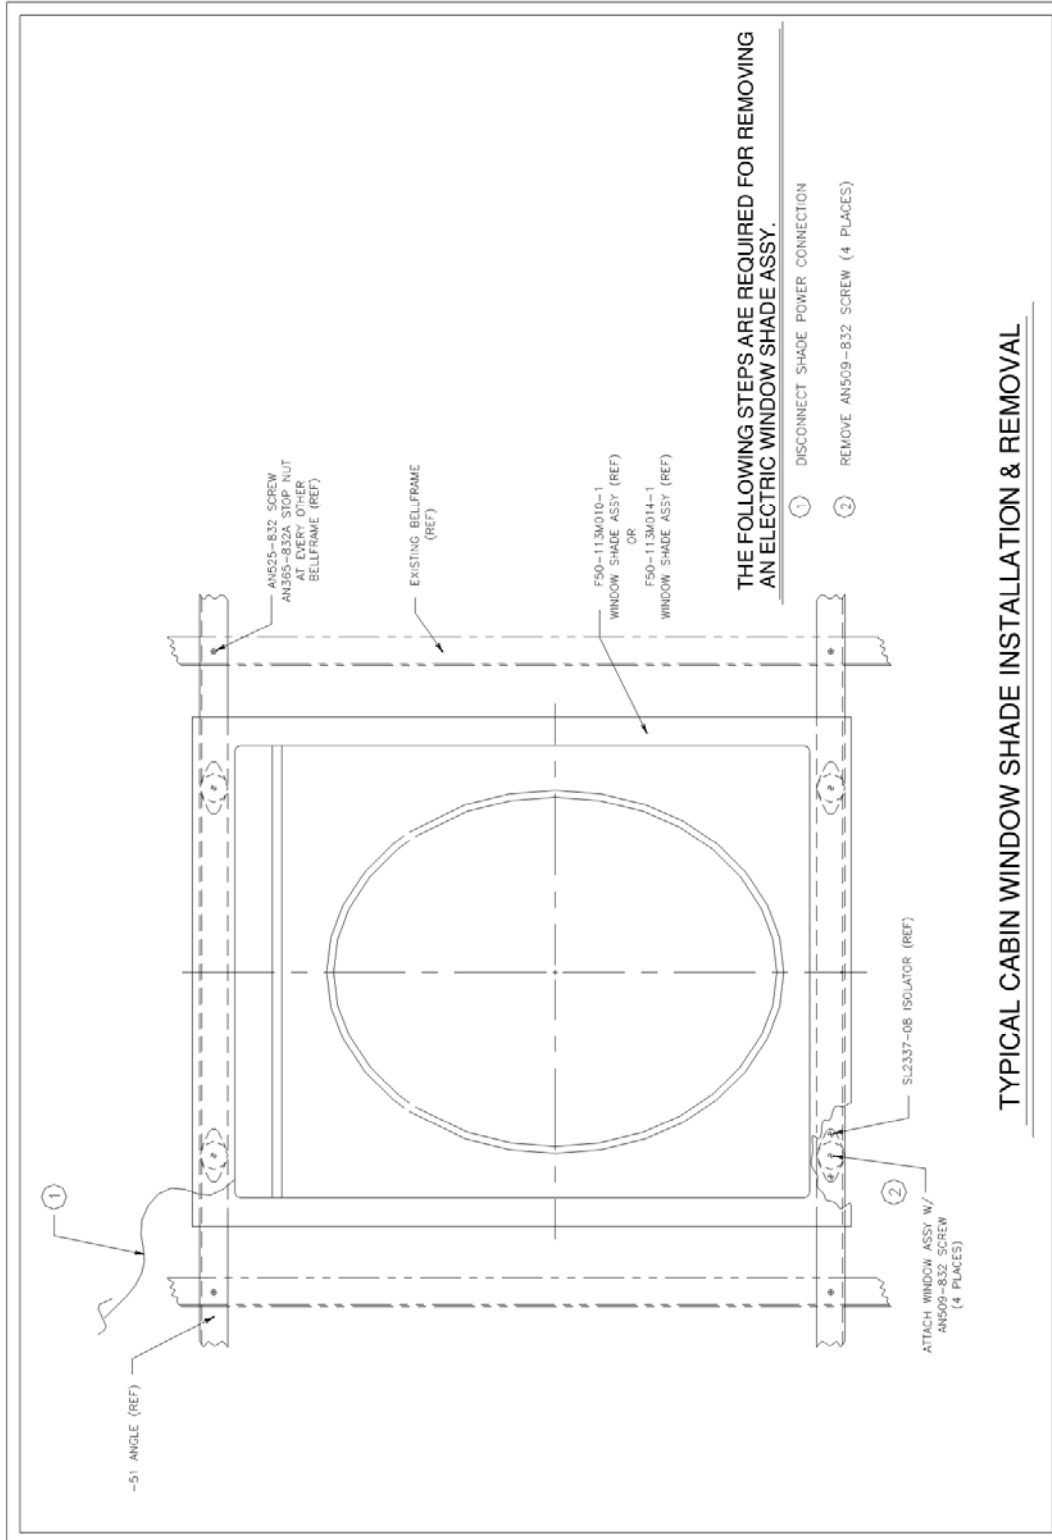 -51 ANGLE (REF)
1
AN525-832 SCREW
AN365-832A STOP NUT
AT EVERY OTHER
BELLFRAME (REF)
EXISTING BELLFRAME
(REF)
F50-113M010-1
WINDOW SHADE ASSY (REF)
OR
F50-113M014-1
WINDOW SHADE ASSY (REF)
THE FOLLOWING STEPS ARE REQUIRED FOR REMOVING
AN ELECTRIC WINDOW SHADE ASSY.
1 DISCONNECT SHADE POWER CONNECTION
2 REMOVE AN509-832 SCREW (4 PLACES)
2
ATTACH WINDOW ASSY W/
AN509-832 SCREW
(4 PLACES)
SL2337-08 ISOLATOR (REF)
TYPICAL CABIN WINDOW SHADE INSTALLATION & REMOVAL